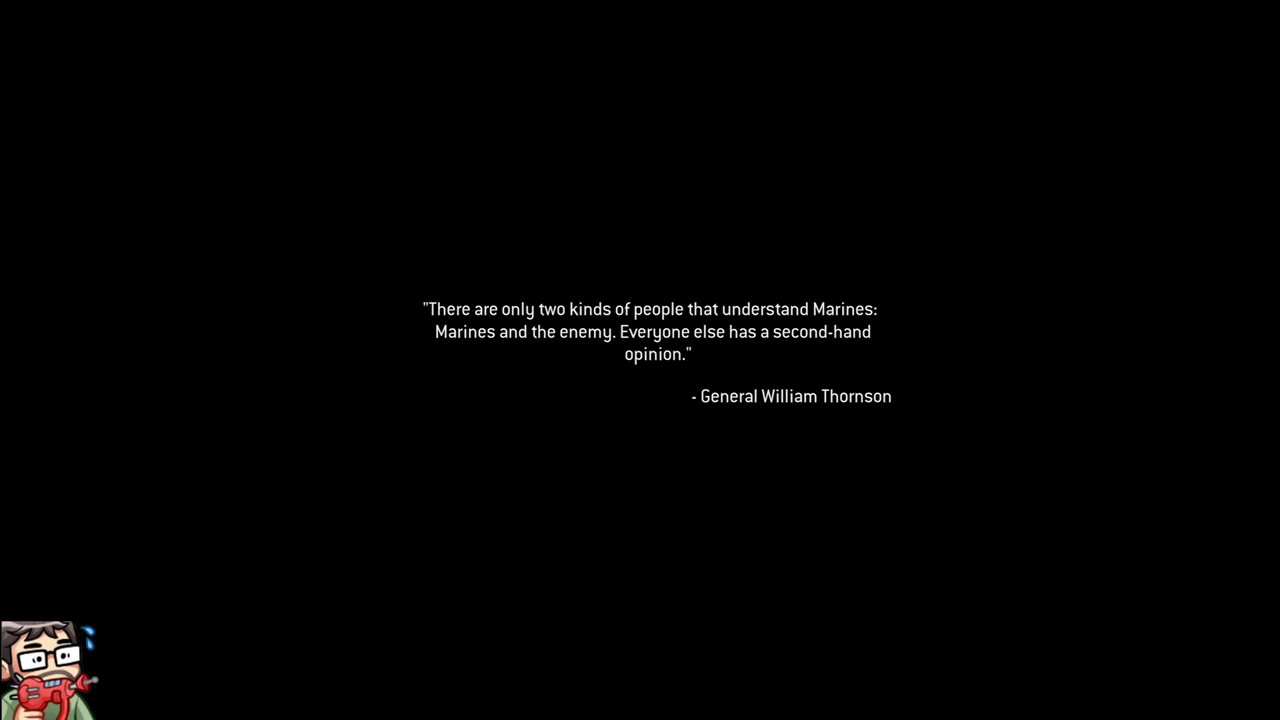 "There are only two kinds of people that understand Marines:
Marines and the enemy. Everyone else has a second-hand
opinion."
- General William Thornson